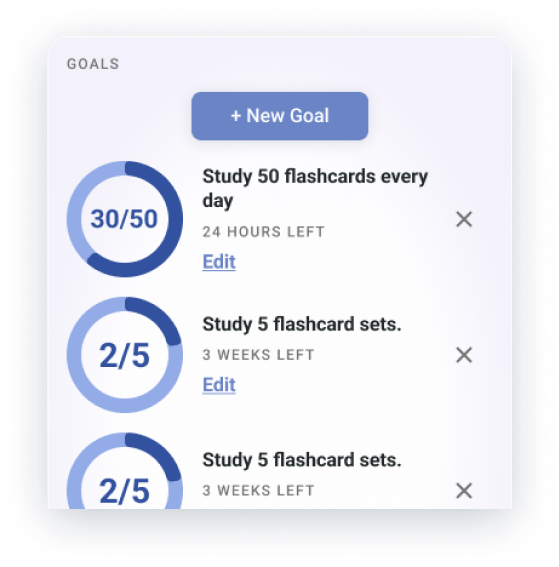 GOALS
+ New Goal
30/50
Study 50 flashcards every
day
24 HOURS LEFT
Edit
2/5
Study 5 flashcard sets.
3 WEEKS LEFT
Edit
2/5
Study 5 flashcard sets.
3 WEEKS LEFT